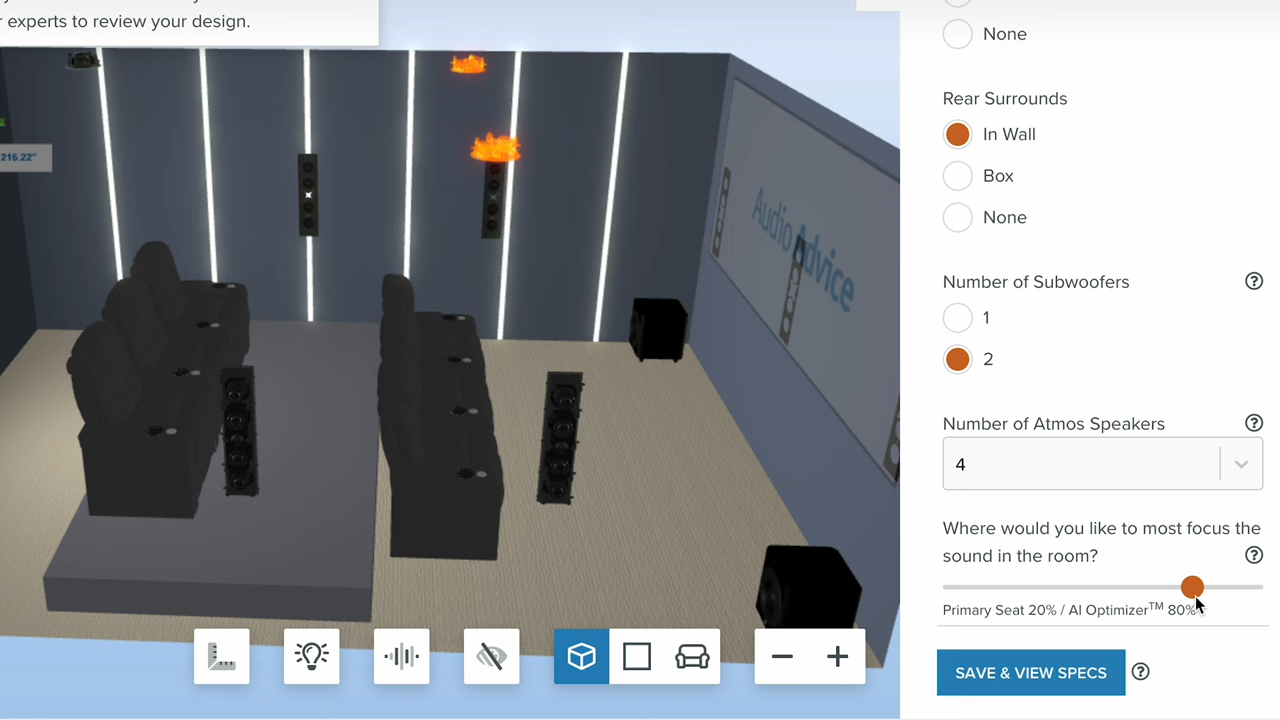 r experts to review your design.
216.22"
Audio Advice
None
Rear Surrounds
In Wall
Box
None
Number of Subwoofers
1
2
Number of Atmos Speakers
4
Where would you like to most focus the
sound in the room?
Primary Seat 20% / AI Optimizer™ 80%
SAVE & VIEW SPECS